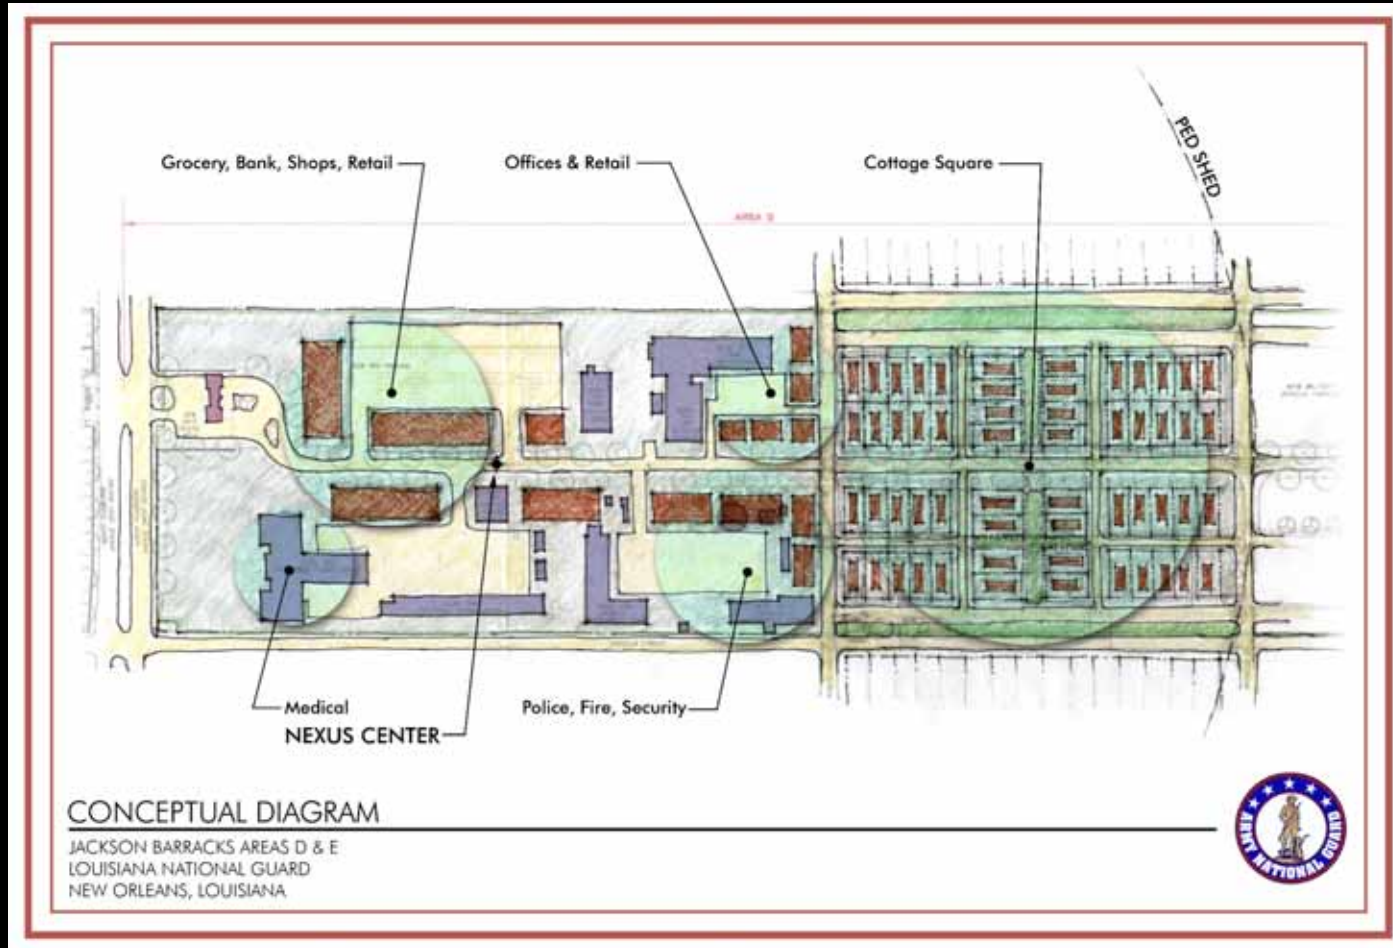 PED SHED
Grocery, Bank, Shops, Retail
Offices & Retail
Cottage Square
AREA D
Medical
NEXUS CENTER
Police, Fire, Security
CONCEPTUAL DIAGRAM
JACKSON BARRACKS AREAS D & E
LOUISIANA NATIONAL GUARD
NEW ORLEANS, LOUISIANA
ARMY NATIONAL GUARD